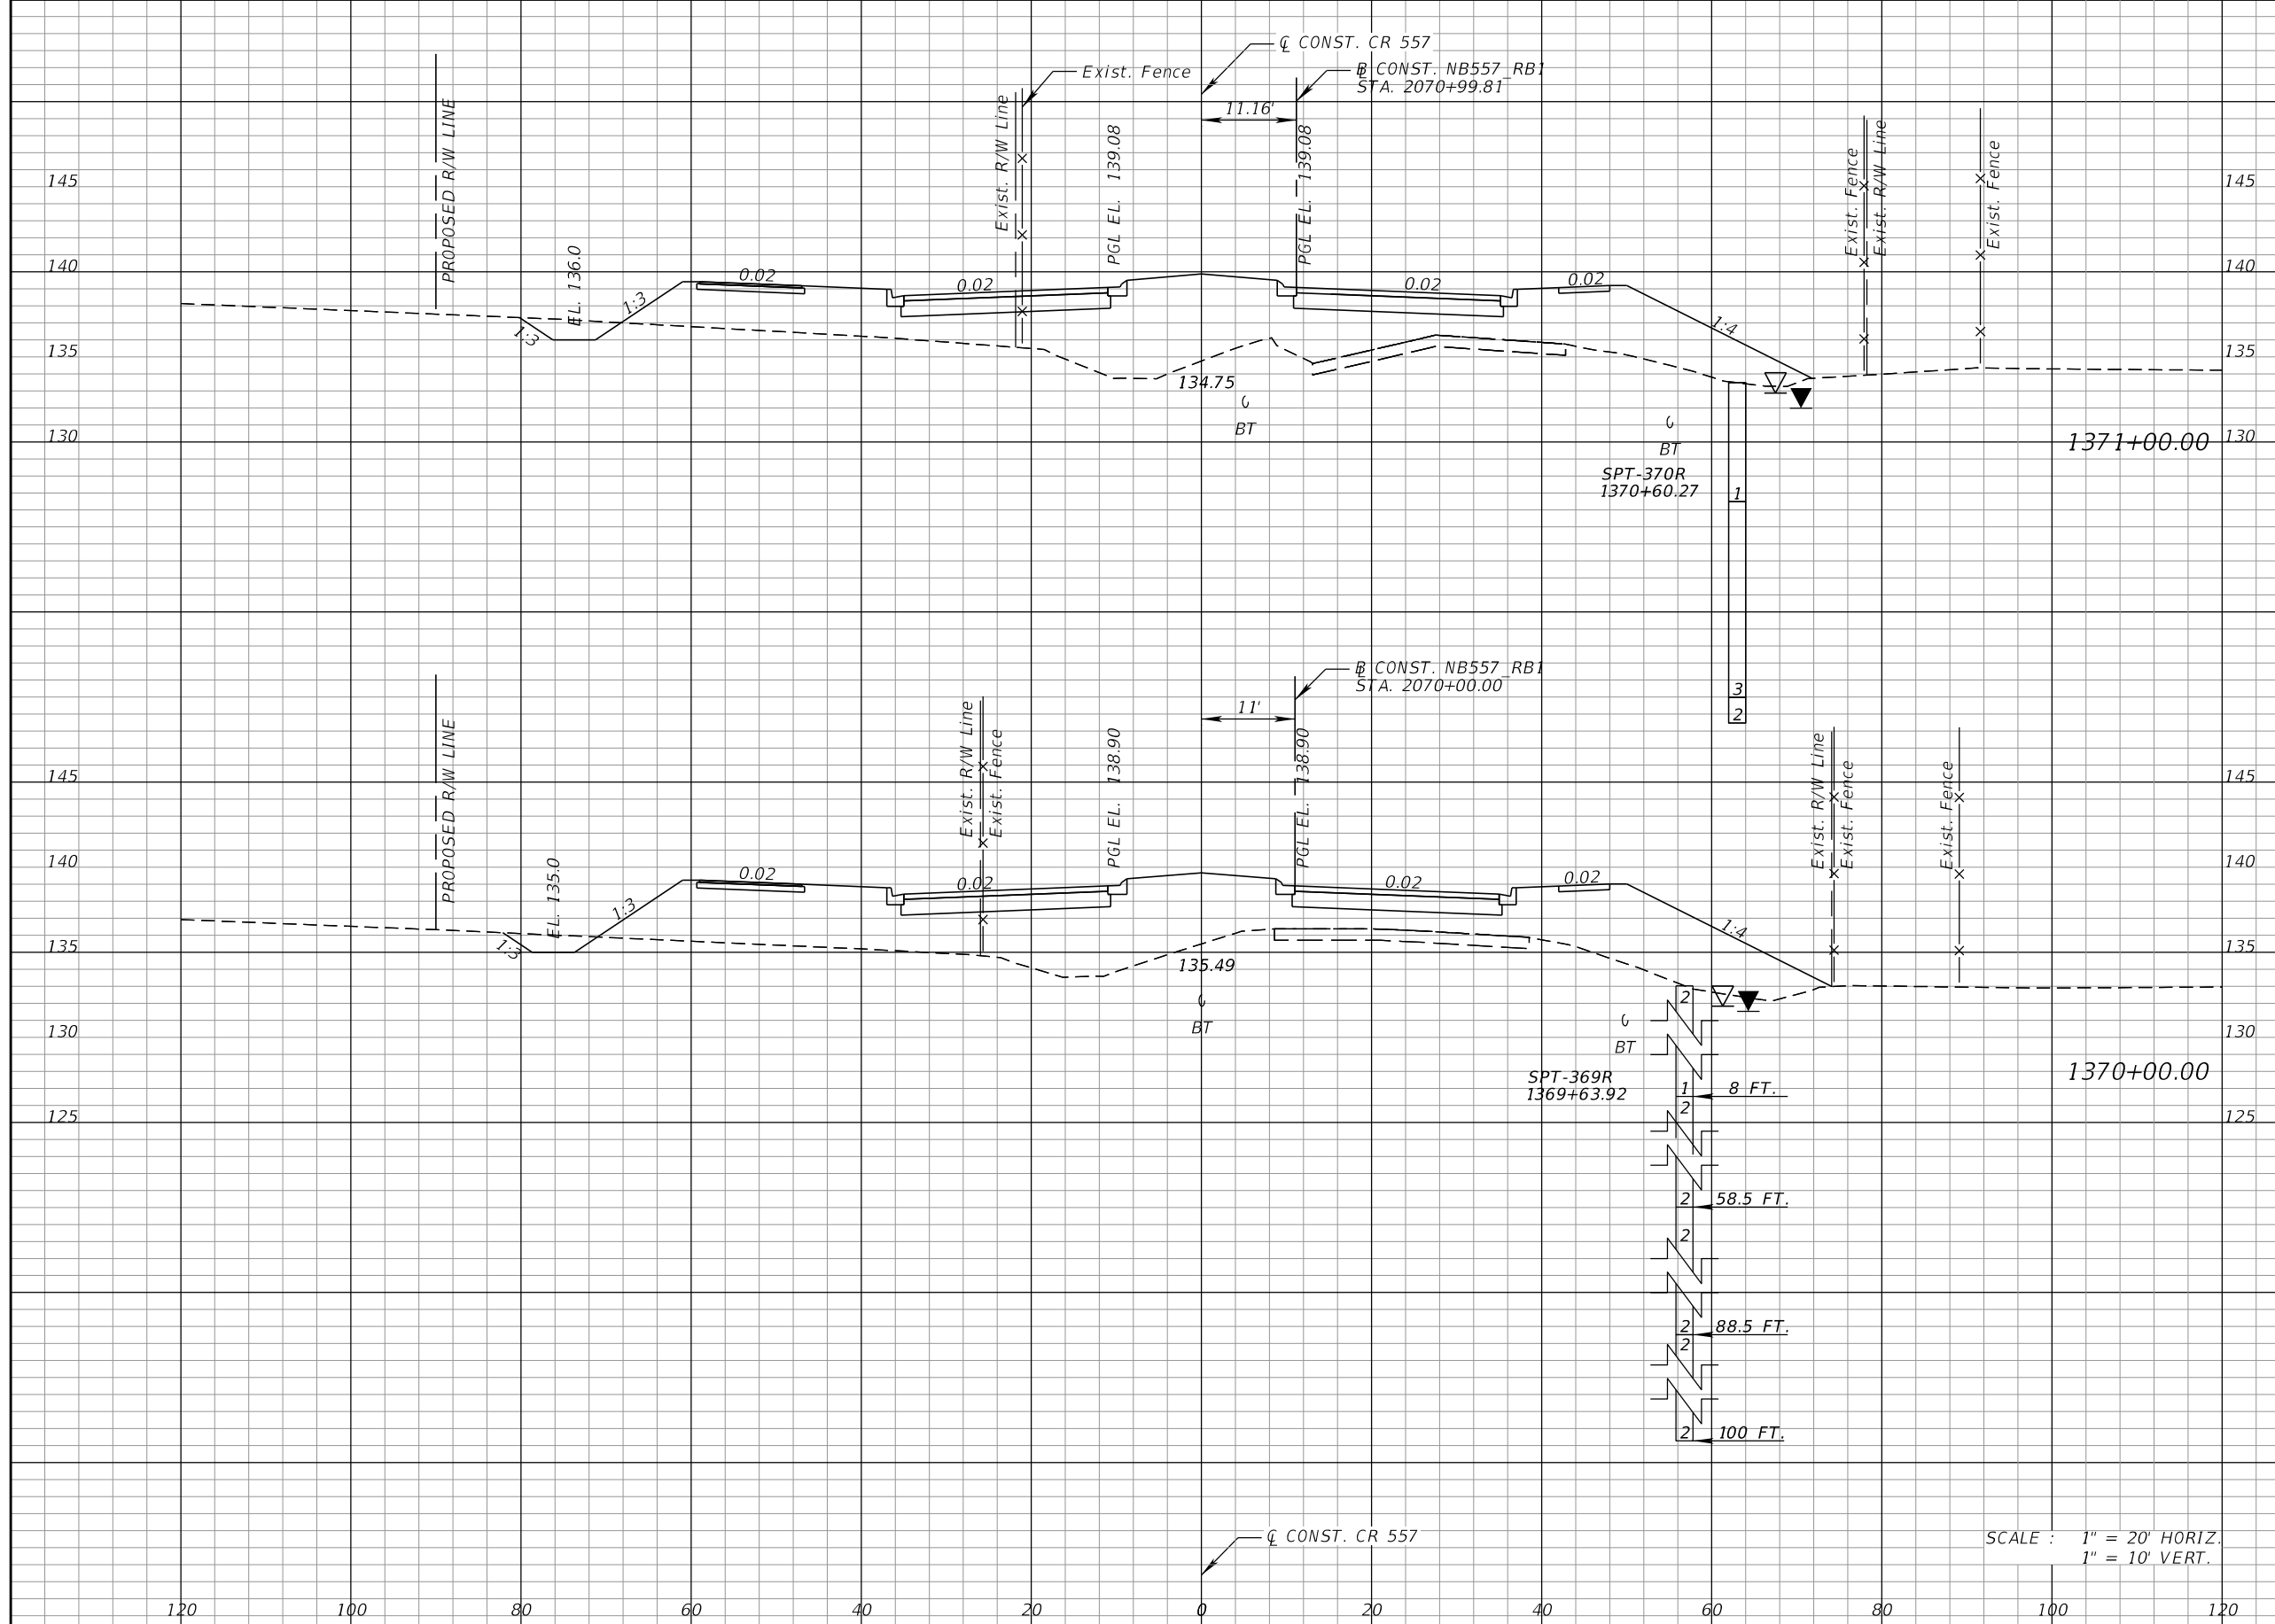 ℄ CONST. CR 557
Exist. Fence
B̲ CONST. NB557_RB1
STA. 2070+99.81
11.16'
PROPOSED R/W LINE
Exist. R/W Line
PGL EL. 139.08
PGL EL. 139.08
Exist. Fence
Exist. R/W Line
Exist. Fence
145
145
EL. 136.0
140
140
0.02
0.02
0.02
0.02
1:3
1:3
1:4
135
135
134.75
BT
BT
130
130
1371+00.00
SPT-370R
1370+60.27
1
3
2
B̲ CONST. NB557_RB1
STA. 2070+00.00
11'
PROPOSED R/W LINE
Exist. R/W Line
Exist. Fence
PGL EL. 138.90
PGL EL. 138.90
Exist. R/W Line
Exist. Fence
Exist. Fence
145
145
EL. 135.0
140
140
0.02
0.02
0.02
0.02
1:3
1:3
1:4
135
135
135.49
2
BT
BT
130
130
1370+00.00
SPT-369R
1369+63.92
1
8 FT.
2
125
125
2
58.5 FT.
2
2
88.5 FT.
2
2
100 FT.
℄ CONST. CR 557
SCALE : 1" = 20' HORIZ.
1" = 10' VERT.
120 100 80 60 40 20 0 20 40 60 80 100 120